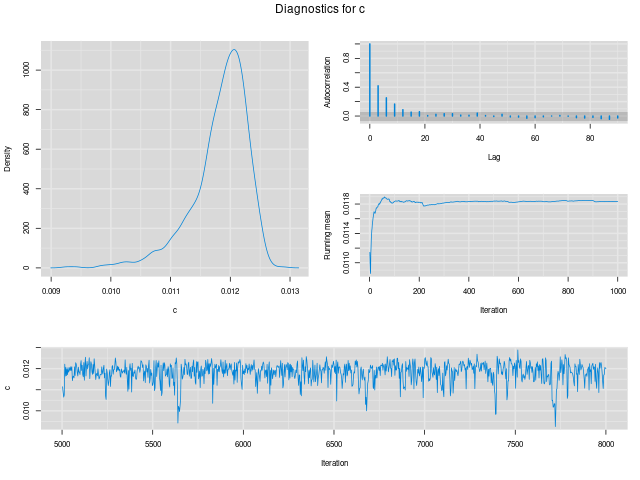 Diagnostics for c
Density
0 200 400 600 800 1000
0.009 0.010 0.011 0.012 0.013
c
Autocorrelation
0.0 0.4 0.8
0 20 40 60 80
Lag
Running mean
0.0110 0.0114 0.0118
0 200 400 600 800 1000
Iteration
c
0.010 0.012
5000 5500 6000 6500 7000 7500 8000
Iteration